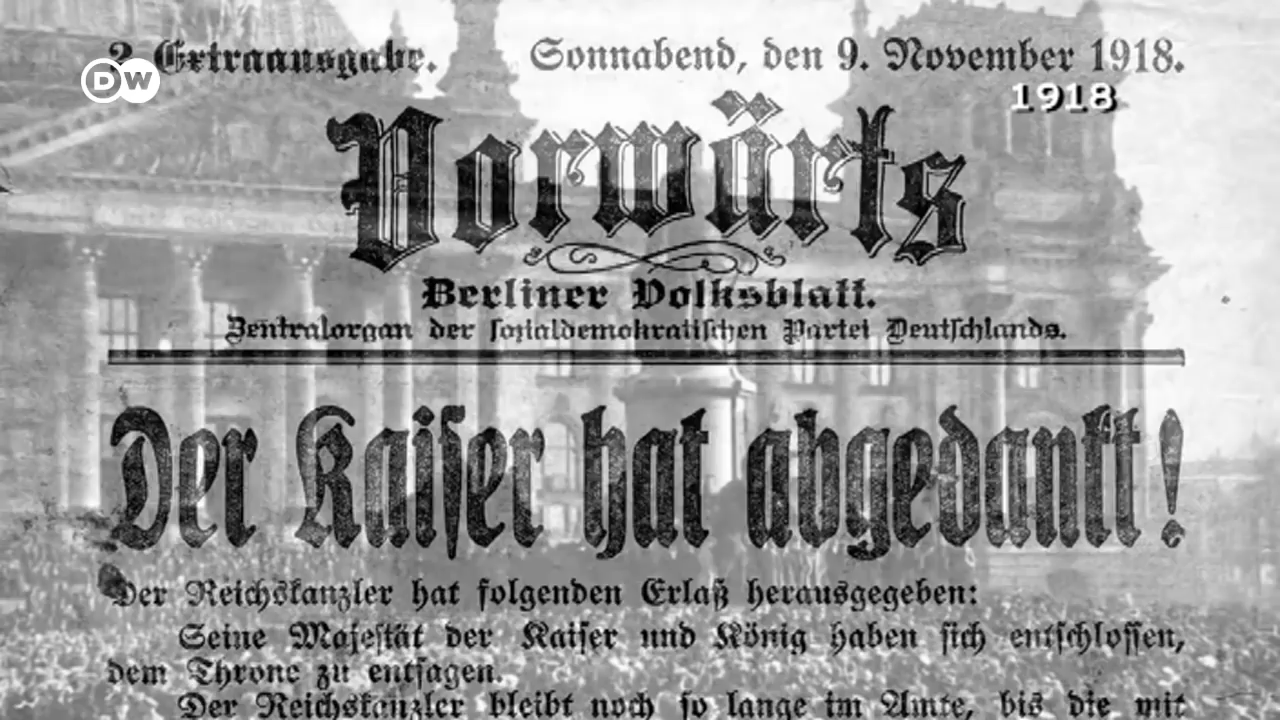 2. Extraausgabe. Sonnabend, den 9. November 1918.
DW
1918
Vorwärts
Berliner Volksblatt.
Zentralorgan der sozialdemokratischen Partei Deutschlands.
Der Kaiser hat abgedankt!
Der Reichskanzler hat folgenden Erlaß herausgegeben:
Seine Majestät der Kaiser und König haben sich entschlossen,
dem Throne zu entsagen.
Der Reichskanzler bleibt noch so lange im Amte, bis die mit